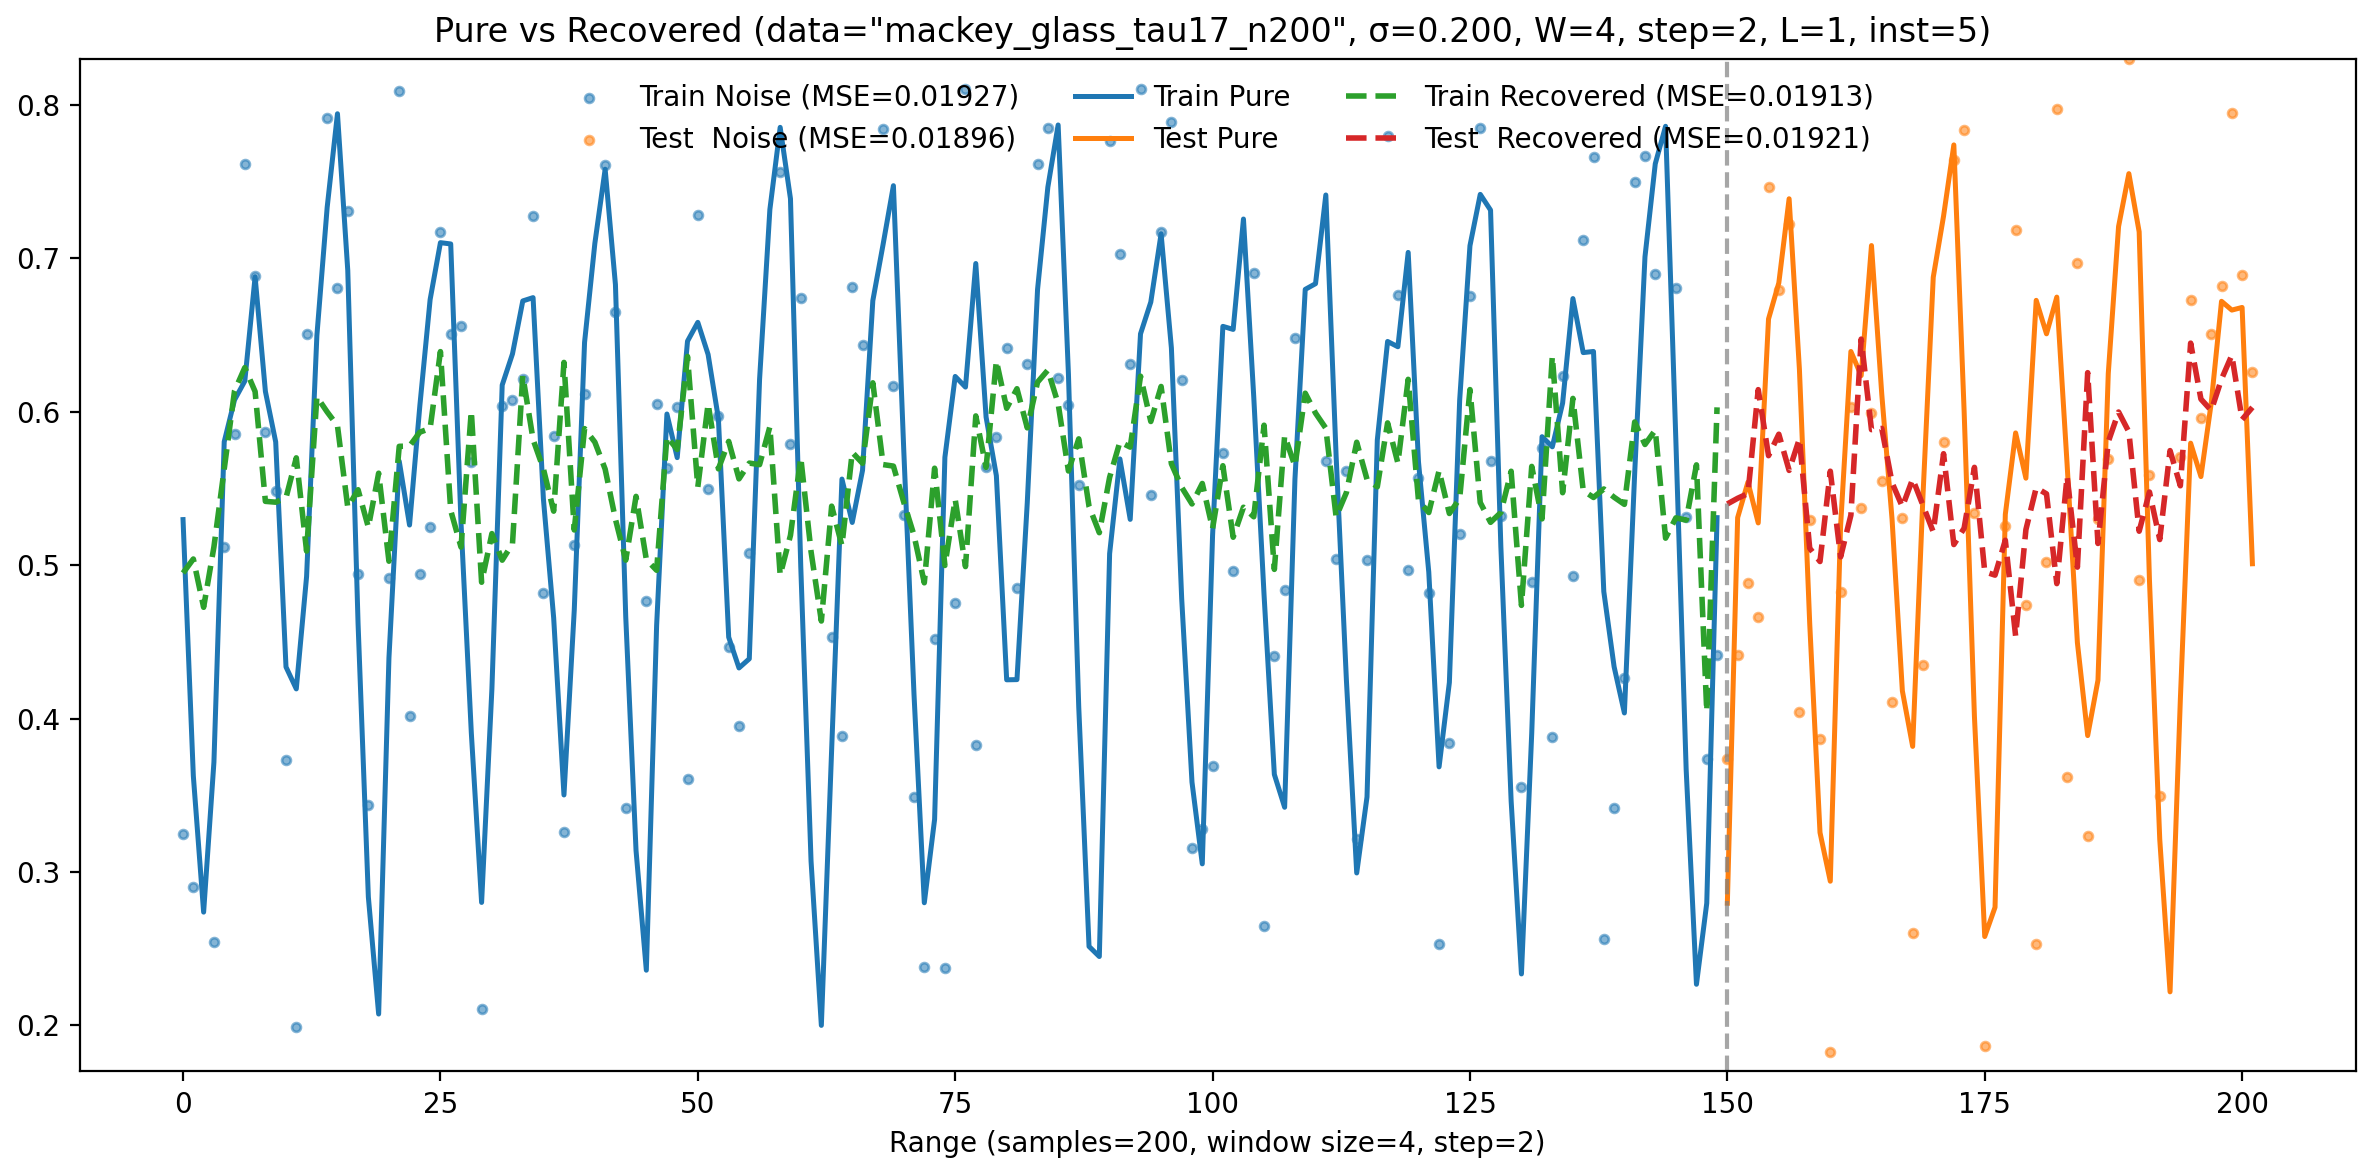 Pure vs Recovered (data="mackey_glass_tau17_n200", σ=0.200, W=4, step=2, L=1, inst=5)
Train Noise (MSE=0.01927)
Test  Noise (MSE=0.01896)
Train Pure
Test Pure
Train Recovered (MSE=0.01913)
Test  Recovered (MSE=0.01921)
0.8
0.7
0.6
0.5
0.4
0.3
0.2
0 25 50 75 100 125 150 175 200
Range (samples=200, window size=4, step=2)